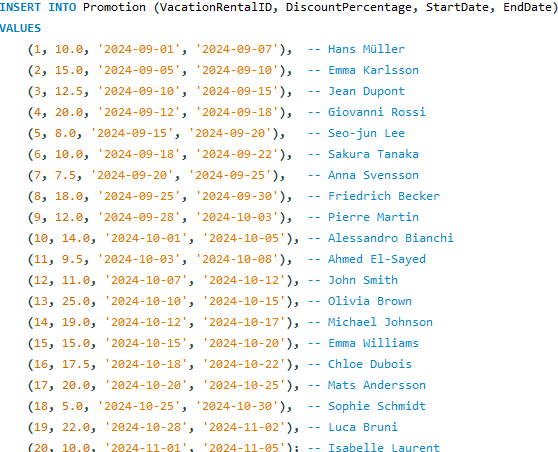 INSERT INTO Promotion (VacationRentalID, DiscountPercentage, StartDate, EndDate)
VALUES
(1, 10.0, '2024-09-01', '2024-09-07'), -- Hans Müller
(2, 15.0, '2024-09-05', '2024-09-10'), -- Emma Karlsson
(3, 12.5, '2024-09-10', '2024-09-15'), -- Jean Dupont
(4, 20.0, '2024-09-12', '2024-09-18'), -- Giovanni Rossi
(5, 8.0, '2024-09-15', '2024-09-20'), -- Seo-jun Lee
(6, 10.0, '2024-09-18', '2024-09-22'), -- Sakura Tanaka
(7, 7.5, '2024-09-20', '2024-09-25'), -- Anna Svensson
(8, 18.0, '2024-09-25', '2024-09-30'), -- Friedrich Becker
(9, 12.0, '2024-09-28', '2024-10-03'), -- Pierre Martin
(10, 14.0, '2024-10-01', '2024-10-05'), -- Alessandro Bianchi
(11, 9.5, '2024-10-03', '2024-10-08'), -- Ahmed El-Sayed
(12, 11.0, '2024-10-07', '2024-10-12'), -- John Smith
(13, 25.0, '2024-10-10', '2024-10-15'), -- Olivia Brown
(14, 19.0, '2024-10-12', '2024-10-17'), -- Michael Johnson
(15, 15.0, '2024-10-15', '2024-10-20'), -- Emma Williams
(16, 17.5, '2024-10-18', '2024-10-22'), -- Chloe Dubois
(17, 20.0, '2024-10-20', '2024-10-25'), -- Mats Andersson
(18, 5.0, '2024-10-25', '2024-10-30'), -- Sophie Schmidt
(19, 22.0, '2024-10-28', '2024-11-02'), -- Luca Bruni
(20, 10.0, '2024-11-01', '2024-11-05'); -- Isabelle Laurent